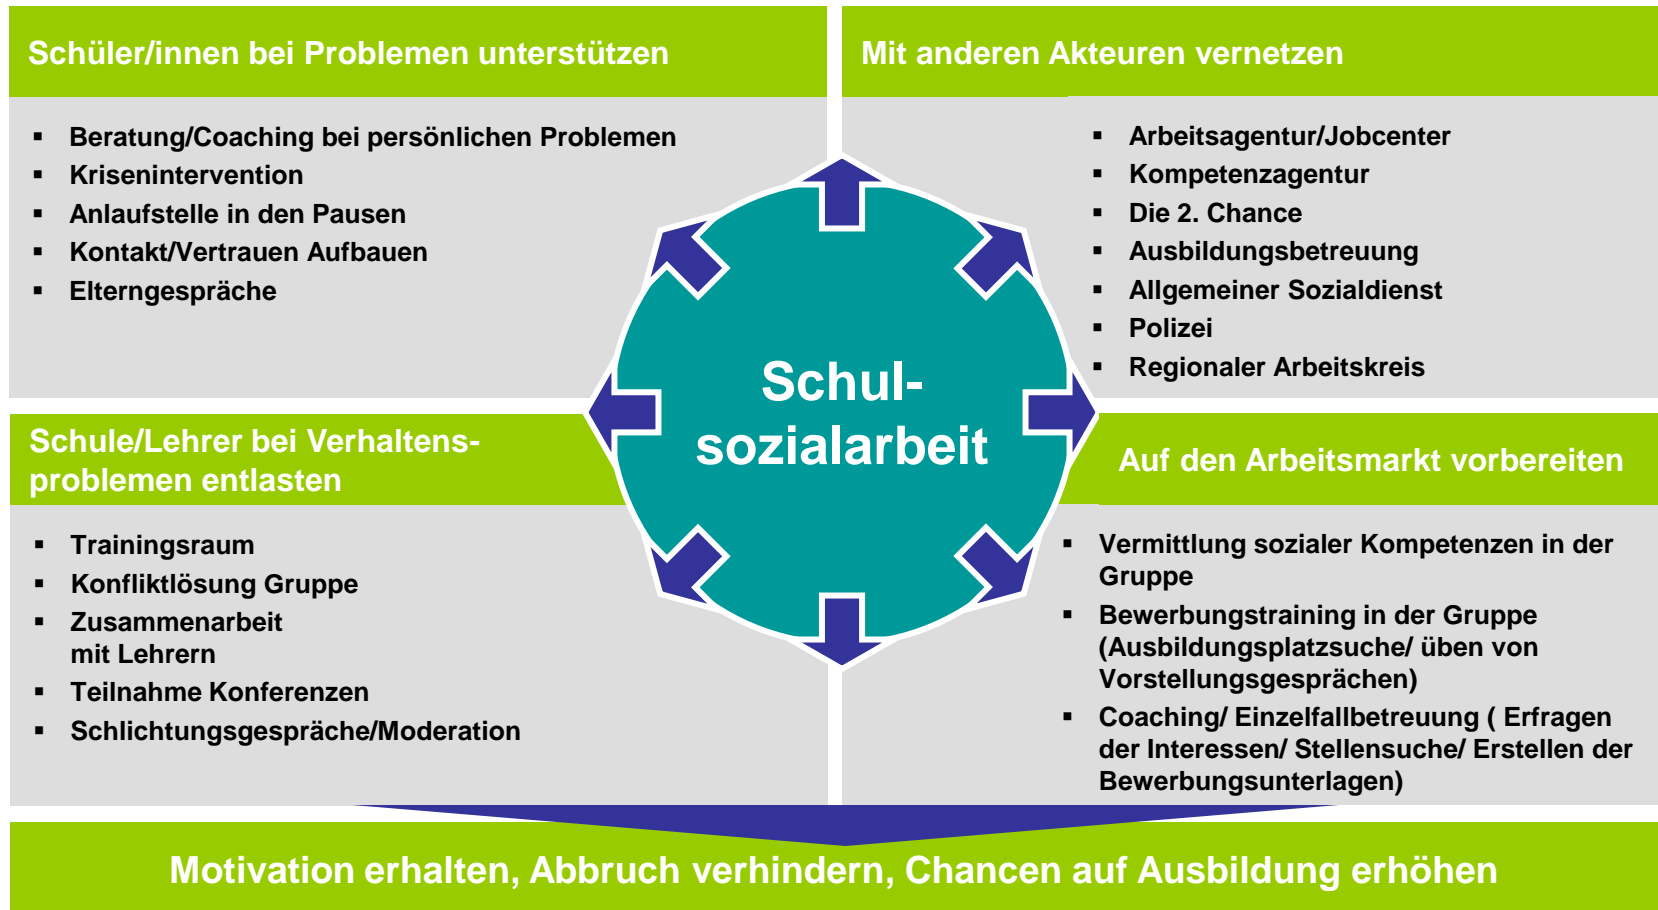 Schüler/innen bei Problemen unterstützen
Beratung/Coaching bei persönlichen Problemen
Krisenintervention
Anlaufstelle in den Pausen
Kontakt/Vertrauen Aufbauen
Elterngespräche
Mit anderen Akteuren vernetzen
Arbeitsagentur/Jobcenter
Kompetenzagentur
Die 2. Chance
Ausbildungsbetreuung
Allgemeiner Sozialdienst
Polizei
Regionaler Arbeitskreis
Schul-
sozialarbeit
Schule/Lehrer bei Verhaltens-
problemen entlasten
Trainingsraum
Konfliktlösung Gruppe
Zusammenarbeit
mit Lehrern
Teilnahme Konferenzen
Schlichtungsgespräche/Moderation
Auf den Arbeitsmarkt vorbereiten
Vermittlung sozialer Kompetenzen in der
Gruppe
Bewerbungstraining in der Gruppe
(Ausbildungsplatzsuche/ üben von
Vorstellungsgesprächen)
Coaching/ Einzelfallbetreuung ( Erfragen
der Interessen/ Stellensuche/ Erstellen der
Bewerbungsunterlagen)
Motivation erhalten, Abbruch verhindern, Chancen auf Ausbildung erhöhen